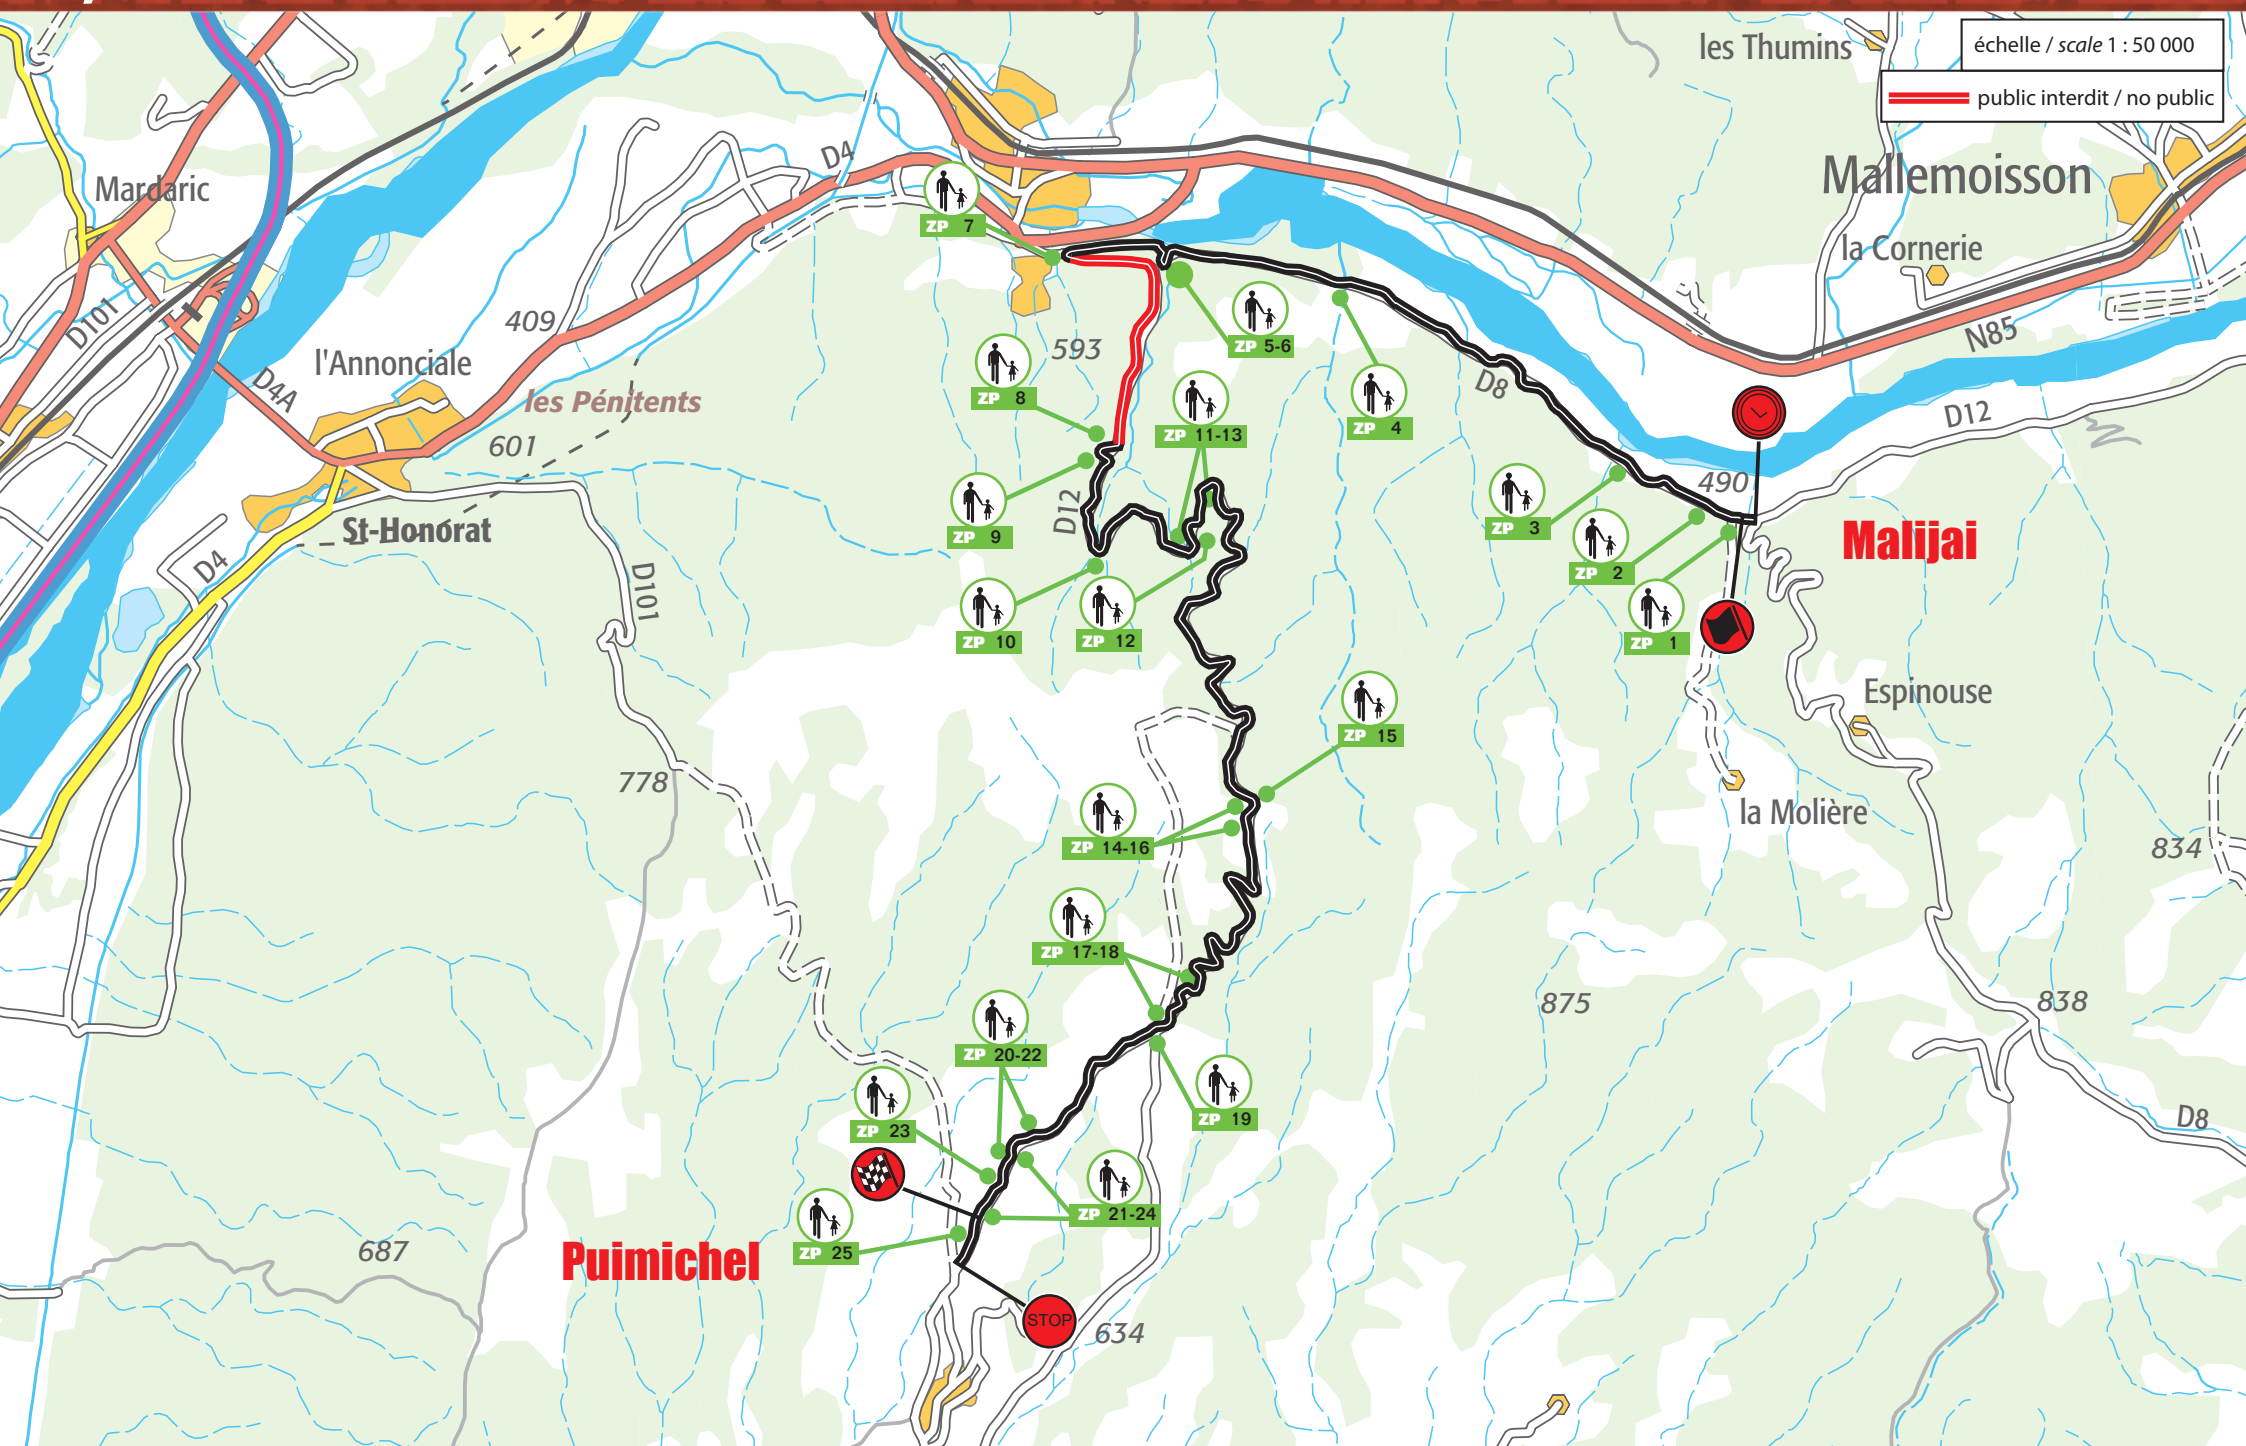 les Thumins
échelle / scale 1 : 50 000
public interdit / no public
Mallemoisson
la Cornerie
N85
D12
Mardaric
D4
D101
409
l'Annonciale
D4A
les Pénitents
601
St-Honorat
D4
D101
ZP 7
593
ZP 5-6
ZP 8
ZP 11-13
ZP 4
D8
ZP 9
D12
490
ZP 3
Malijai
ZP 2
ZP 10
ZP 12
ZP 1
Espinouse
ZP 15
778
la Molière
ZP 14-16
834
ZP 17-18
875
838
ZP 20-22
ZP 23
ZP 19
D8
ZP 21-24
687
Puimichel
ZP 25
STOP
634